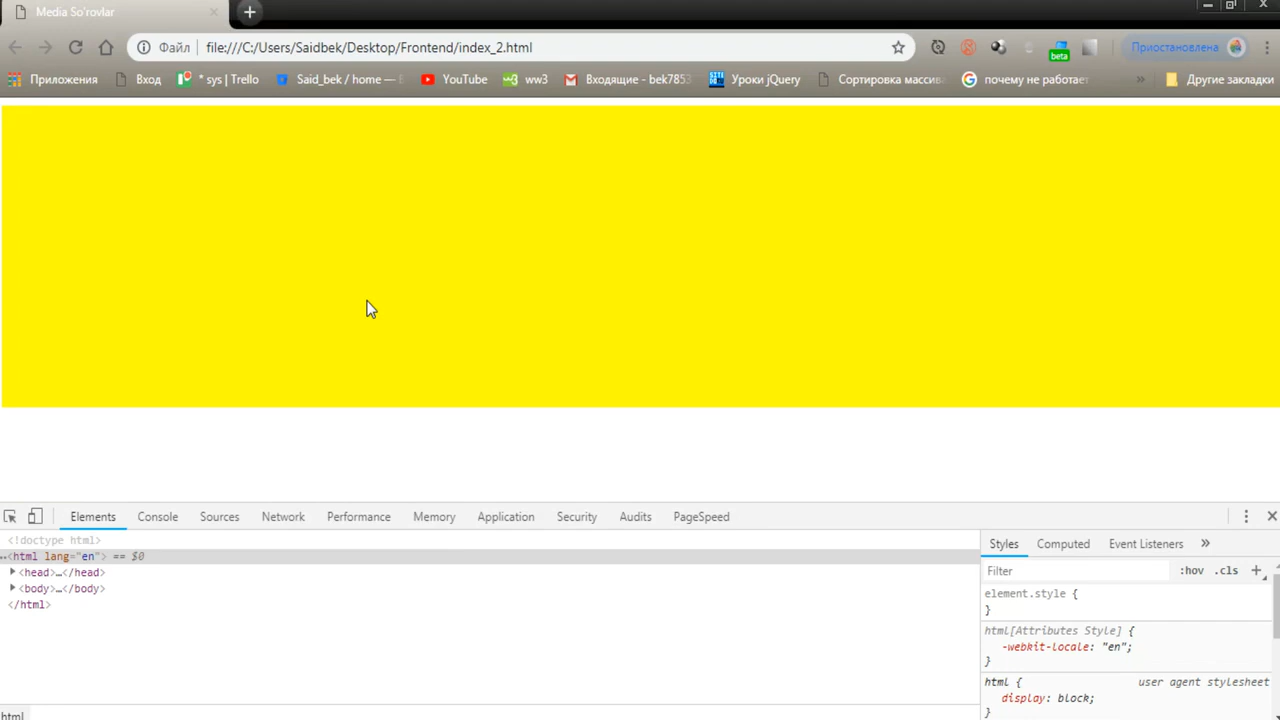 Media So`rovlar
Файл file:///C:/Users/Saidbek/Desktop/Frontend/index_2.html Приостановлена
beta
Приложения Вход * sys | Trello Said_bek / home — YouTube ww3 Входящие - bek7853 Уроки jQuery Сортировка массив почему не работает » Другие закладки
Elements Console Sources Network Performance Memory Application Security Audits PageSpeed
<!doctype html>
…<html lang="en"> == $0
<head>…</head>
<body>…</body>
</html>
html
Styles Computed Event Listeners »
Filter :hov .cls +
element.style {
}
html[Attributes Style] {
-webkit-locale: "en";
}
html { user agent stylesheet
display: block;
}